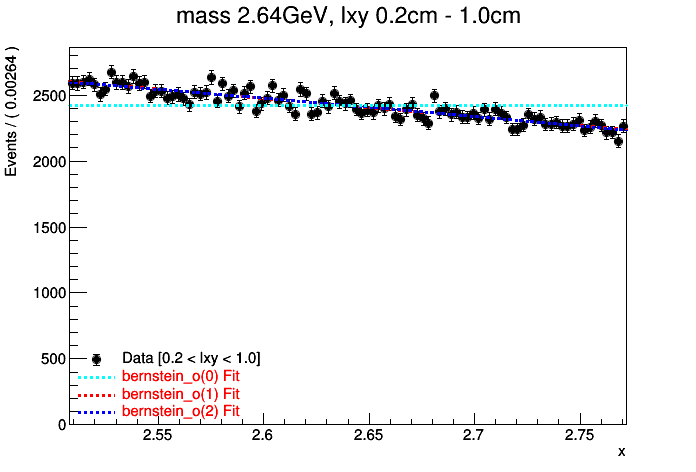 mass 2.64GeV, lxy 0.2cm - 1.0cm
Events / ( 0.00264 )
2500
2000
1500
1000
500
0
Data [0.2 < lxy < 1.0]
bernstein_o(0) Fit
bernstein_o(1) Fit
bernstein_o(2) Fit
2.55 2.6 2.65 2.7 2.75
x